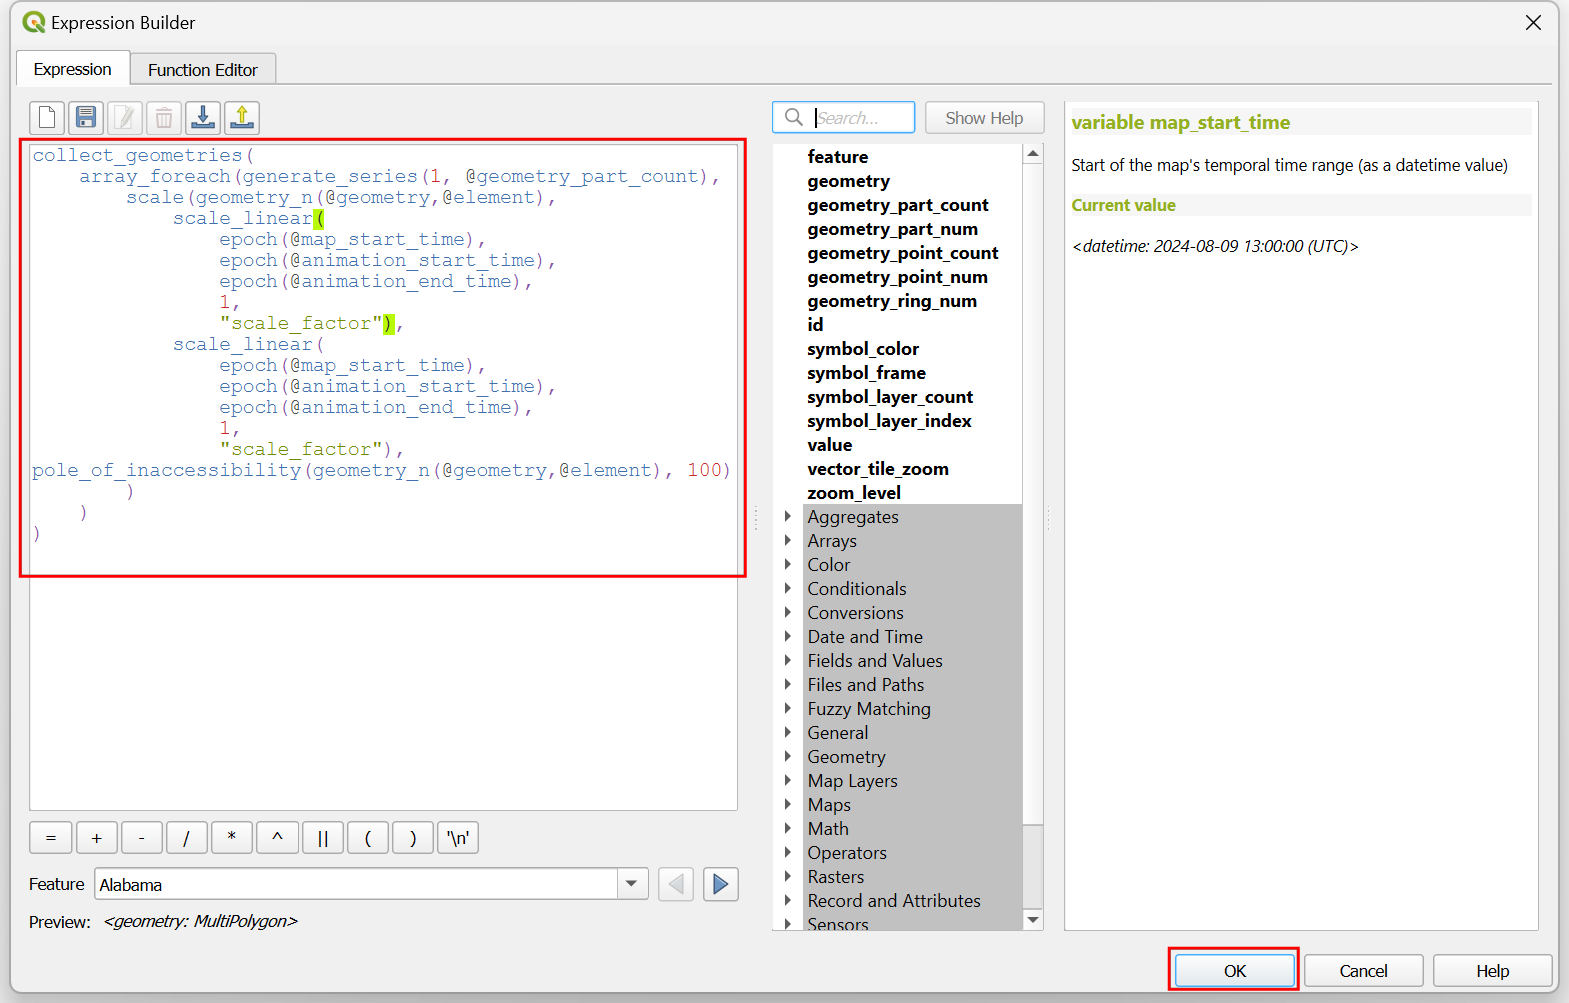 Expression Builder
Expression
Function Editor
collect_geometries(
    array_foreach(generate_series(1, @geometry_part_count),
        scale(geometry_n(@geometry,@element),
            scale_linear(
                epoch(@map_start_time),
                epoch(@animation_start_time),
                epoch(@animation_end_time),
                1,
                "scale_factor"),
            scale_linear(
                epoch(@map_start_time),
                epoch(@animation_start_time),
                epoch(@animation_end_time),
                1,
                "scale_factor"),
pole_of_inaccessibility(geometry_n(@geometry,@element), 100)
        )
    )
)
= + - / * ^ || ( ) '\n'
Feature Alabama
Preview: <geometry: MultiPolygon>
Search...
Show Help
feature
geometry
geometry_part_count
geometry_part_num
geometry_point_count
geometry_point_num
geometry_ring_num
id
symbol_color
symbol_frame
symbol_layer_count
symbol_layer_index
value
vector_tile_zoom
zoom_level
Aggregates
Arrays
Color
Conditionals
Conversions
Date and Time
Fields and Values
Files and Paths
Fuzzy Matching
General
Geometry
Map Layers
Maps
Math
Operators
Rasters
Record and Attributes
Sensors
variable map_start_time
Start of the map's temporal time range (as a datetime value)
Current value
<datetime: 2024-08-09 13:00:00 (UTC)>
OK
Cancel
Help